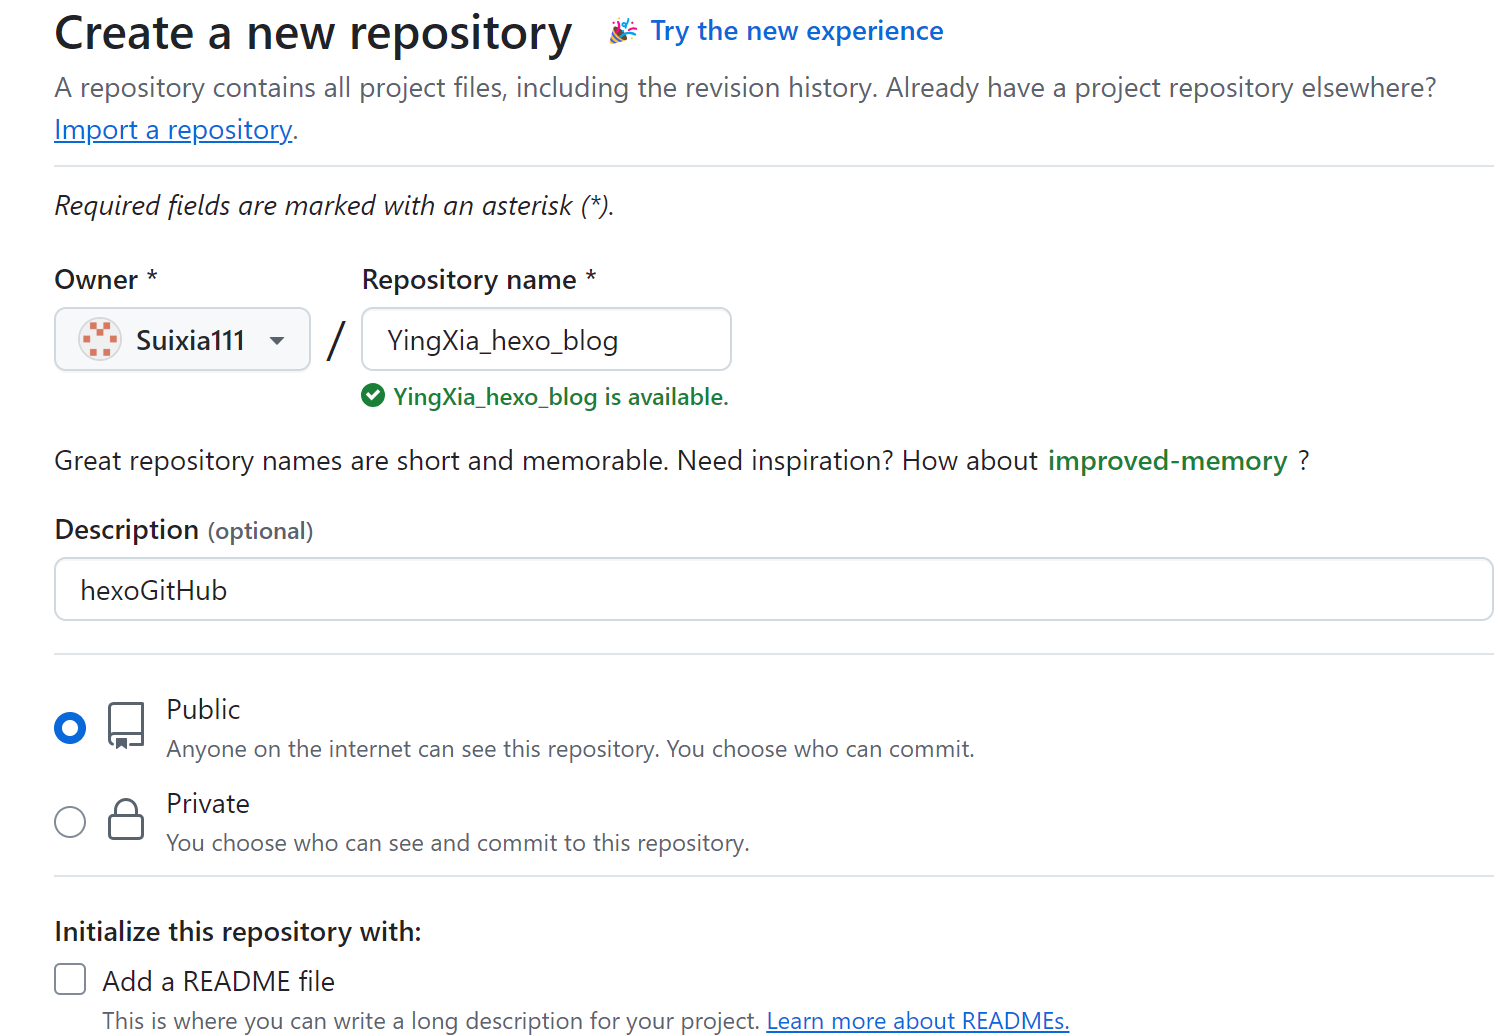 Create a new repository
Try the new experience
A repository contains all project files, including the revision history. Already have a project repository elsewhere?
Import a repository.
Required fields are marked with an asterisk (*).
Owner *
Repository name *
Suixia111
/
YingXia_hexo_blog
YingXia_hexo_blog is available.
Great repository names are short and memorable. Need inspiration? How about improved-memory ?
Description (optional)
hexoGitHub
Public
Anyone on the internet can see this repository. You choose who can commit.
Private
You choose who can see and commit to this repository.
Initialize this repository with:
Add a README file
This is where you can write a long description for your project. Learn more about READMEs.